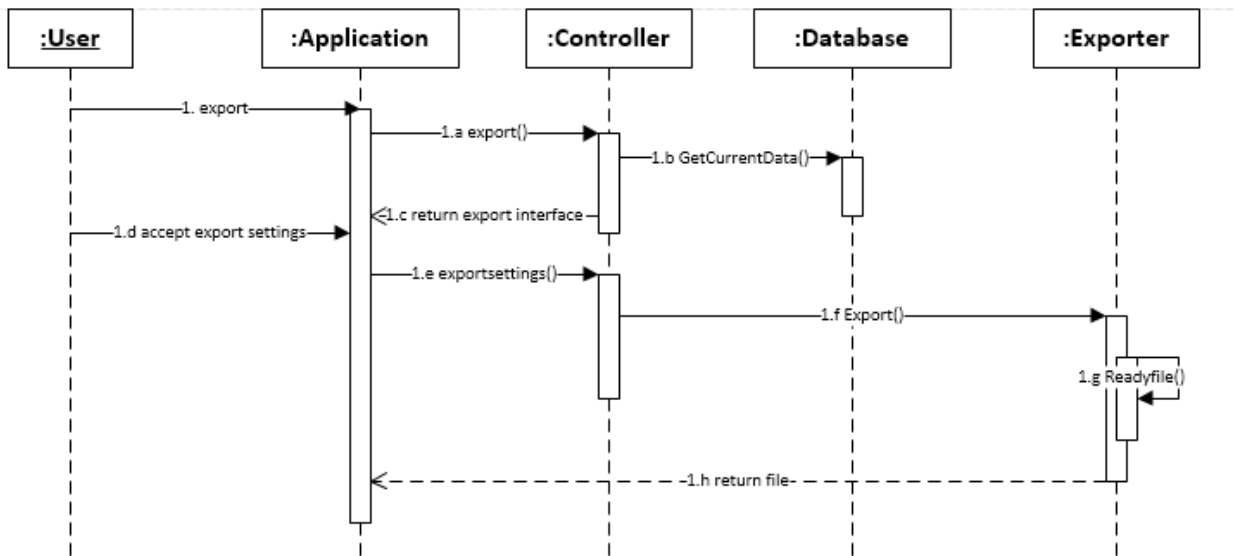 :User
:Application
:Controller
:Database
:Exporter
1. export
1.a export()
1.b GetCurrentData()
1.c return export interface
1.d accept export settings
1.e exportsettings()
1.f Export()
1.g Readyfile()
1.h return file